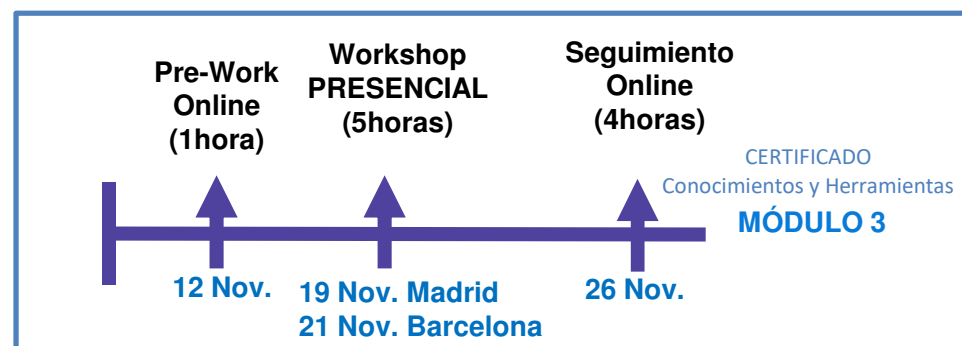 Pre-Work
Online
(1hora)
Workshop
PRESENCIAL
(5horas)
Seguimiento
Online
(4horas)
CERTIFICADO
Conocimientos y Herramientas
MÓDULO 3
12 Nov.
19 Nov. Madrid
21 Nov. Barcelona
26 Nov.